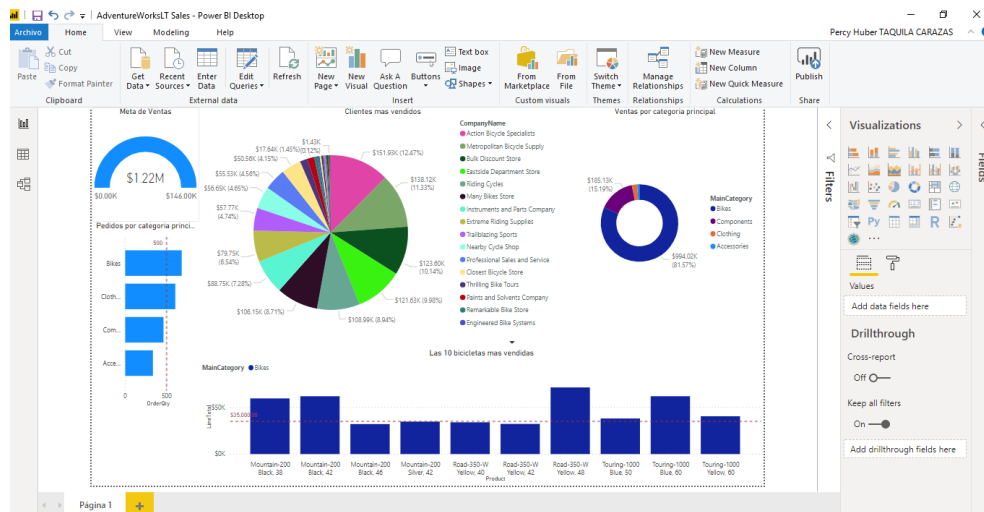 AdventureWorksLT Sales - Power BI Desktop
Archivo Home View Modeling Help
Percy Huber TAQUILA CARAZAS
Paste
Cut
Copy
Format Painter
Clipboard
Get Data
Recent Sources
Enter Data
Edit Queries
External data
Refresh
New Page
New Visual
Ask A Question
Buttons
Text box
Image
Shapes
Insert
From Marketplace
From File
Custom visuals
Switch Theme
Themes
Manage Relationships
Relationships
New Measure
New Column
New Quick Measure
Calculations
Publish
Share
Meta de Ventas
$1.22M
$0.00K
$146.00K
Pedidos por categoria princi...
500
Bikes
Cloth...
Com...
Acce...
0 500
OrderQty
Clientes mas vendidos
$1.43K
(0.12%)
$17.64K (1.45%)
$50.56K (4.15%)
$55.53K (4.56%)
$56.65K (4.65%)
$57.77K
(4.74%)
$79.75K
(6.54%)
$88.75K (7.28%)
$106.15K (8.71%)
$108.99K (8.94%)
$121.63K (9.98%)
$123.60K
(10.14%)
$138.12K
(11.33%)
$151.93K (12.47%)
CompanyName
Action Bicycle Specialists
Metropolitan Bicycle Supply
Bulk Discount Store
Eastside Department Store
Riding Cycles
Many Bikes Store
Instruments and Parts Company
Extreme Riding Supplies
Trailblazing Sports
Nearby Cycle Shop
Professional Sales and Service
Closest Bicycle Store
Thrilling Bike Tours
Paints and Solvents Company
Remarkable Bike Store
Engineered Bike Systems
Ventas por categoria principal
$185.13K
(15.19%)
$994.02K
(81.57%)
MainCategory
Bikes
Components
Clothing
Accessories
Las 10 bicicletas mas vendidas
MainCategory Bikes
LineTotal
$50K
$0K
Mountain-200 Black, 38
Mountain-200 Black, 42
Mountain-200 Black, 46
Mountain-200 Silver, 42
Road-350-W Yellow, 40
Road-350-W Yellow, 42
Road-350-W Yellow, 48
Touring-1000 Blue, 50
Touring-1000 Blue, 60
Touring-1000 Yellow, 60
Product
Página 1
Filters
Visualizations
Py
R
Values
Add data fields here
Drillthrough
Cross-report
Off
Keep all filters
On
Add drillthrough fields here
Fields